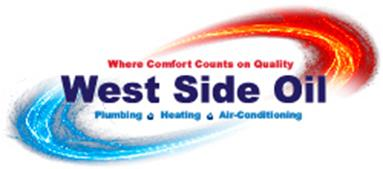 Where Comfort Counts on Quality
West Side Oil
Plumbing Heating Air-Conditioning